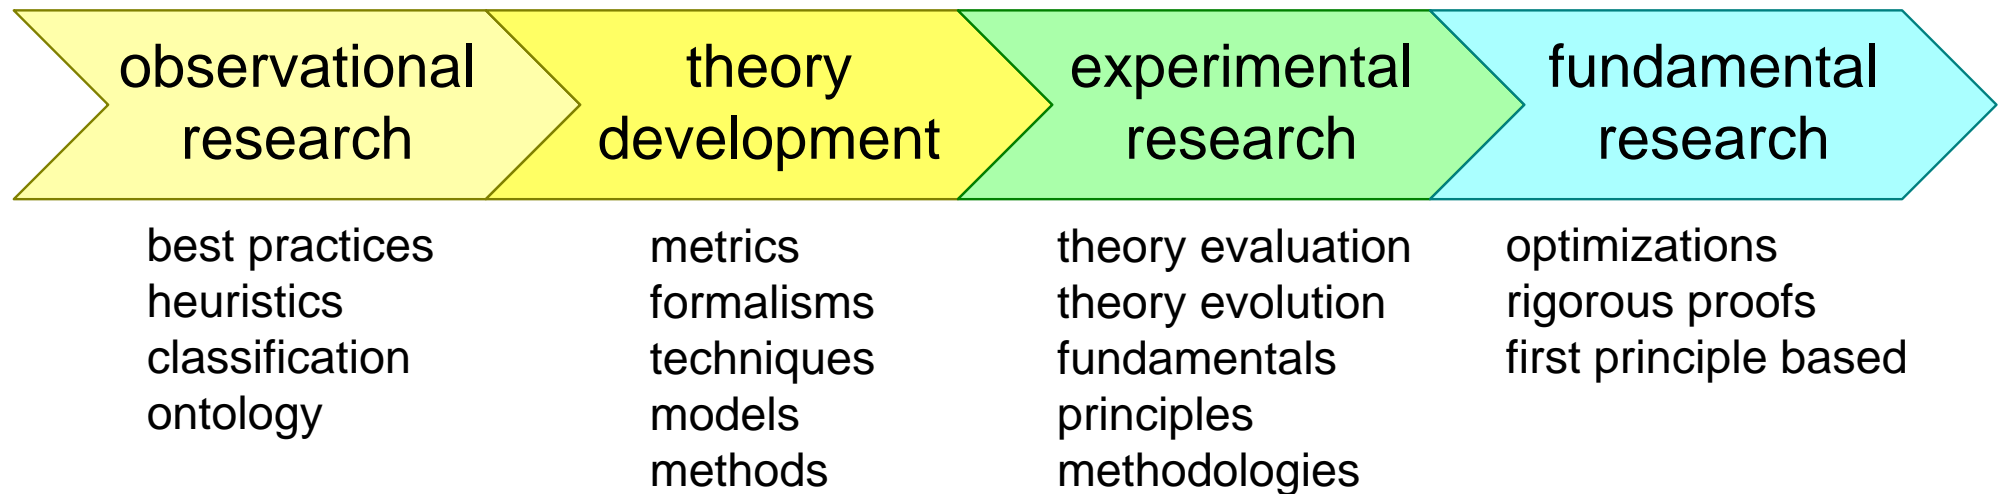 observational
research
theory
development
experimental
research
fundamental
research
best practices
heuristics
classification
ontology
metrics
formalisms
techniques
models
methods
theory evaluation
theory evolution
fundamentals
principles
methodologies
optimizations
rigorous proofs
first principle based